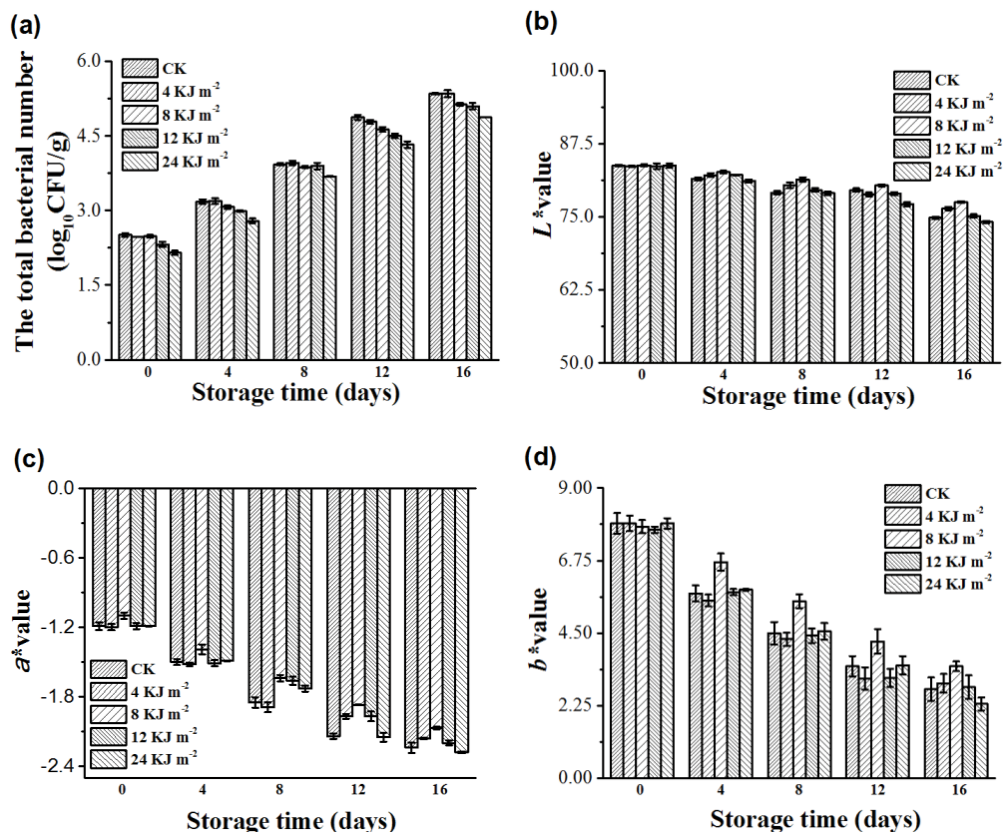 (a)
The total bacterial number
(log₁₀CFU/g)
6.0
4.5
3.0
1.5
0.0
CK
4 KJ m⁻²
8 KJ m⁻²
12 KJ m⁻²
24 KJ m⁻²
0 4 8 12 16
Storage time (days)
(b)
L*value
100.0
87.5
75.0
62.5
50.0
CK
4 KJ m⁻²
8 KJ m⁻²
12 KJ m⁻²
24 KJ m⁻²
0 4 8 12 16
Storage time (days)
(c)
a*value
0.0
-0.6
-1.2
-1.8
-2.4
CK
4 KJ m⁻²
8 KJ m⁻²
12 KJ m⁻²
24 KJ m⁻²
0 4 8 12 16
Storage time (days)
(d)
b*value
9.00
6.75
4.50
2.25
0.00
CK
4 KJ m⁻²
8 KJ m⁻²
12 KJ m⁻²
24 KJ m⁻²
0 4 8 12 16
Storage time (days)